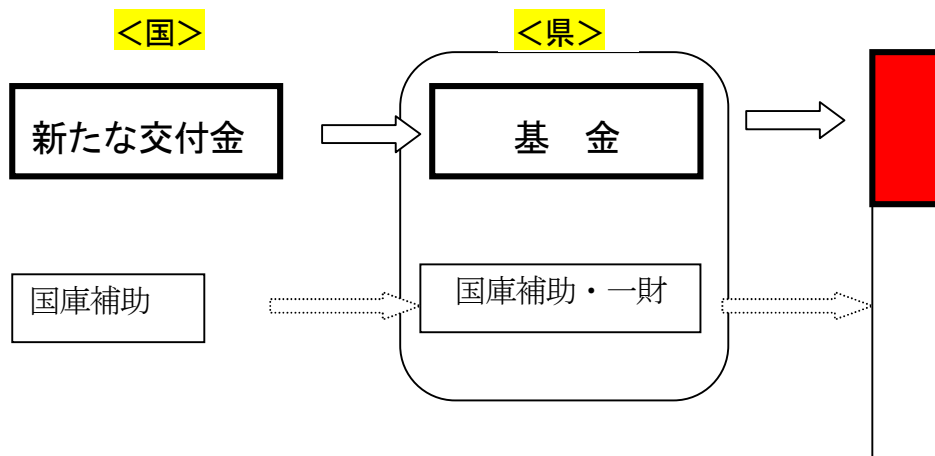 ＜国＞
＜県＞
新たな交付金
基　金
国庫補助
国庫補助・一財